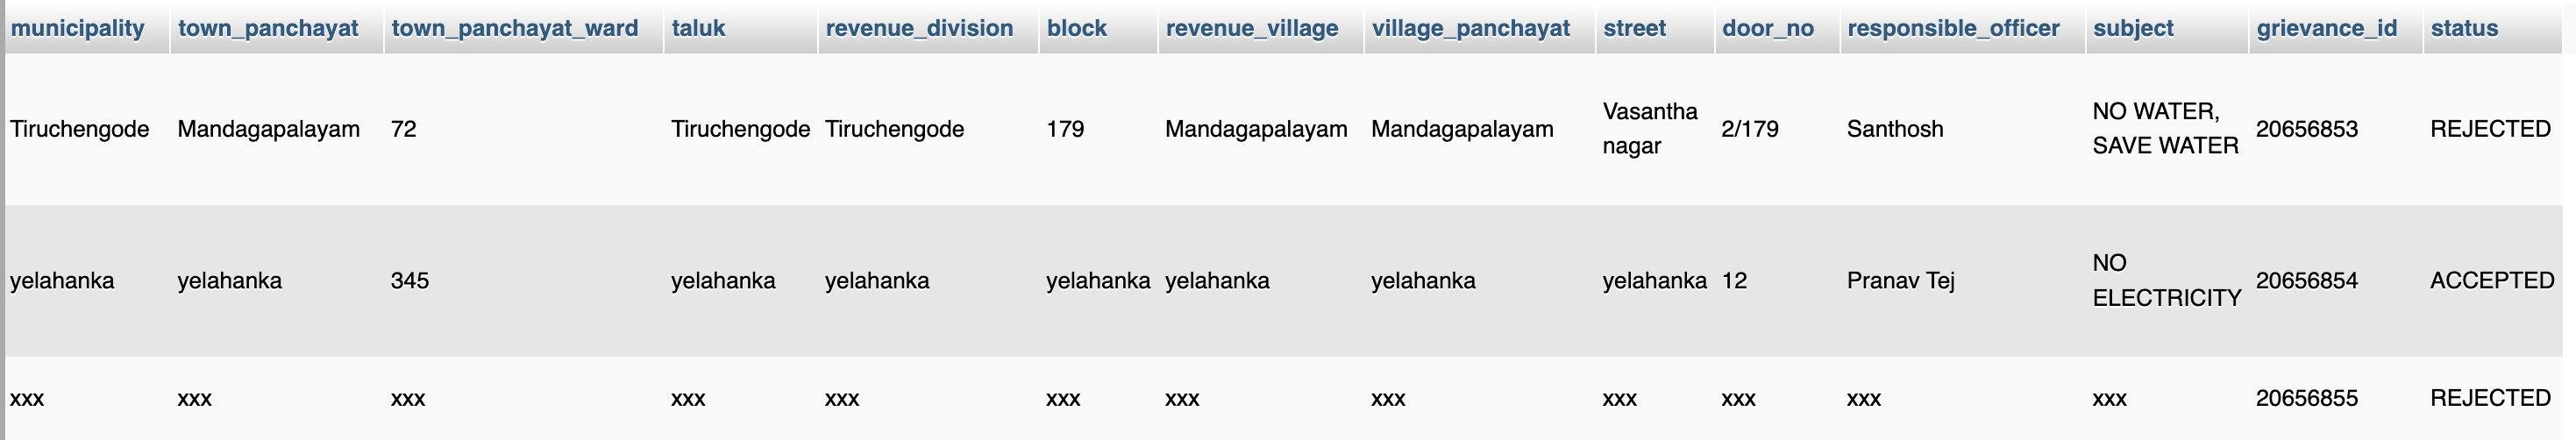 municipality town_panchayat town_panchayat_ward taluk revenue_division block revenue_village village_panchayat street door_no responsible_officer subject grievance_id status
Tiruchengode Mandagapalayam 72 Tiruchengode Tiruchengode 179 Mandagapalayam Mandagapalayam Vasantha nagar 2/179 Santhosh NO WATER, SAVE WATER 20656853 REJECTED
yelahanka yelahanka 345 yelahanka yelahanka yelahanka yelahanka yelahanka yelahanka 12 Pranav Tej NO ELECTRICITY 20656854 ACCEPTED
xxx xxx xxx xxx xxx xxx xxx xxx xxx xxx xxx xxx 20656855 REJECTED